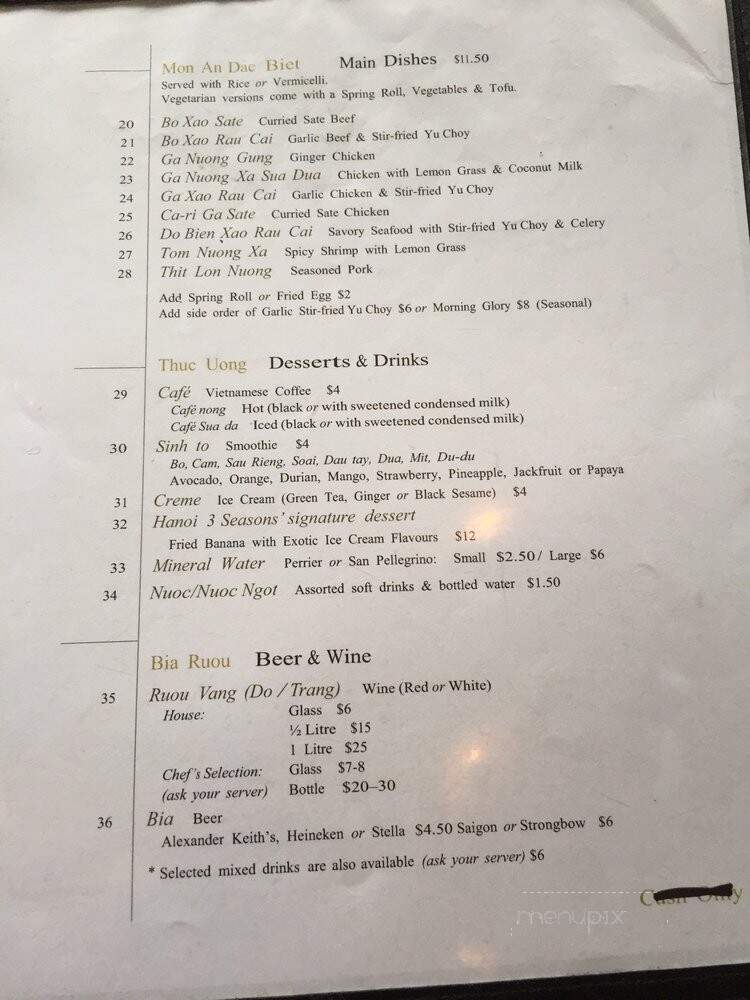 Mon An Dac Biet Main Dishes $11.50
Served with Rice or Vermicelli.
Vegetarian versions come with a Spring Roll, Vegetables & Tofu.
20 Bo Xao Sate Curried Sate Beef
21 Bo Xao Rau Cai Garlic Beef & Stir-fried Yu Choy
22 Ga Nuong Gung Ginger Chicken
23 Ga Nuong Xa Sua Dua Chicken with Lemon Grass & Coconut Milk
24 Ga Xao Rau Cai Garlic Chicken & Stir-fried Yu Choy
25 Ca-ri Ga Sate Curried Sate Chicken
26 Do Bien Xao Rau Cai Savory Seafood with Stir-fried Yu Choy & Celery
27 Tom Nuong Xa Spicy Shrimp with Lemon Grass
28 Thit Lon Nuong Seasoned Pork
Add Spring Roll or Fried Egg $2
Add side order of Garlic Stir-fried Yu Choy $6 or Morning Glory $8 (Seasonal)
Thuc Uong Desserts & Drinks
29 Café Vietnamese Coffee $4
Café nong Hot (black or with sweetened condensed milk)
Café Sua da Iced (black or with sweetened condensed milk)
30 Sinh to Smoothie $4
Bo, Cam, Sau Rieng, Soai, Dau tay, Dua, Mit, Du-du
Avocado, Orange, Durian, Mango, Strawberry, Pineapple, Jackfruit or Papaya
31 Creme Ice Cream (Green Tea, Ginger or Black Sesame) $4
32 Hanoi 3 Seasons' signature dessert
Fried Banana with Exotic Ice Cream Flavours $12
33 Mineral Water Perrier or San Pellegrino: Small $2.50/ Large $6
34 Nuoc/Nuoc Ngot Assorted soft drinks & bottled water $1.50
Bia Ruou Beer & Wine
35 Ruou Vang (Do / Trang) Wine (Red or White)
House: Glass $6
½ Litre $15
1 Litre $25
Chef's Selection: Glass $7-8
(ask your server) Bottle $20–30
36 Bia Beer
Alexander Keith's, Heineken or Stella $4.50 Saigon or Strongbow $6
* Selected mixed drinks are also available (ask your server) $6
Cash Only
menupix